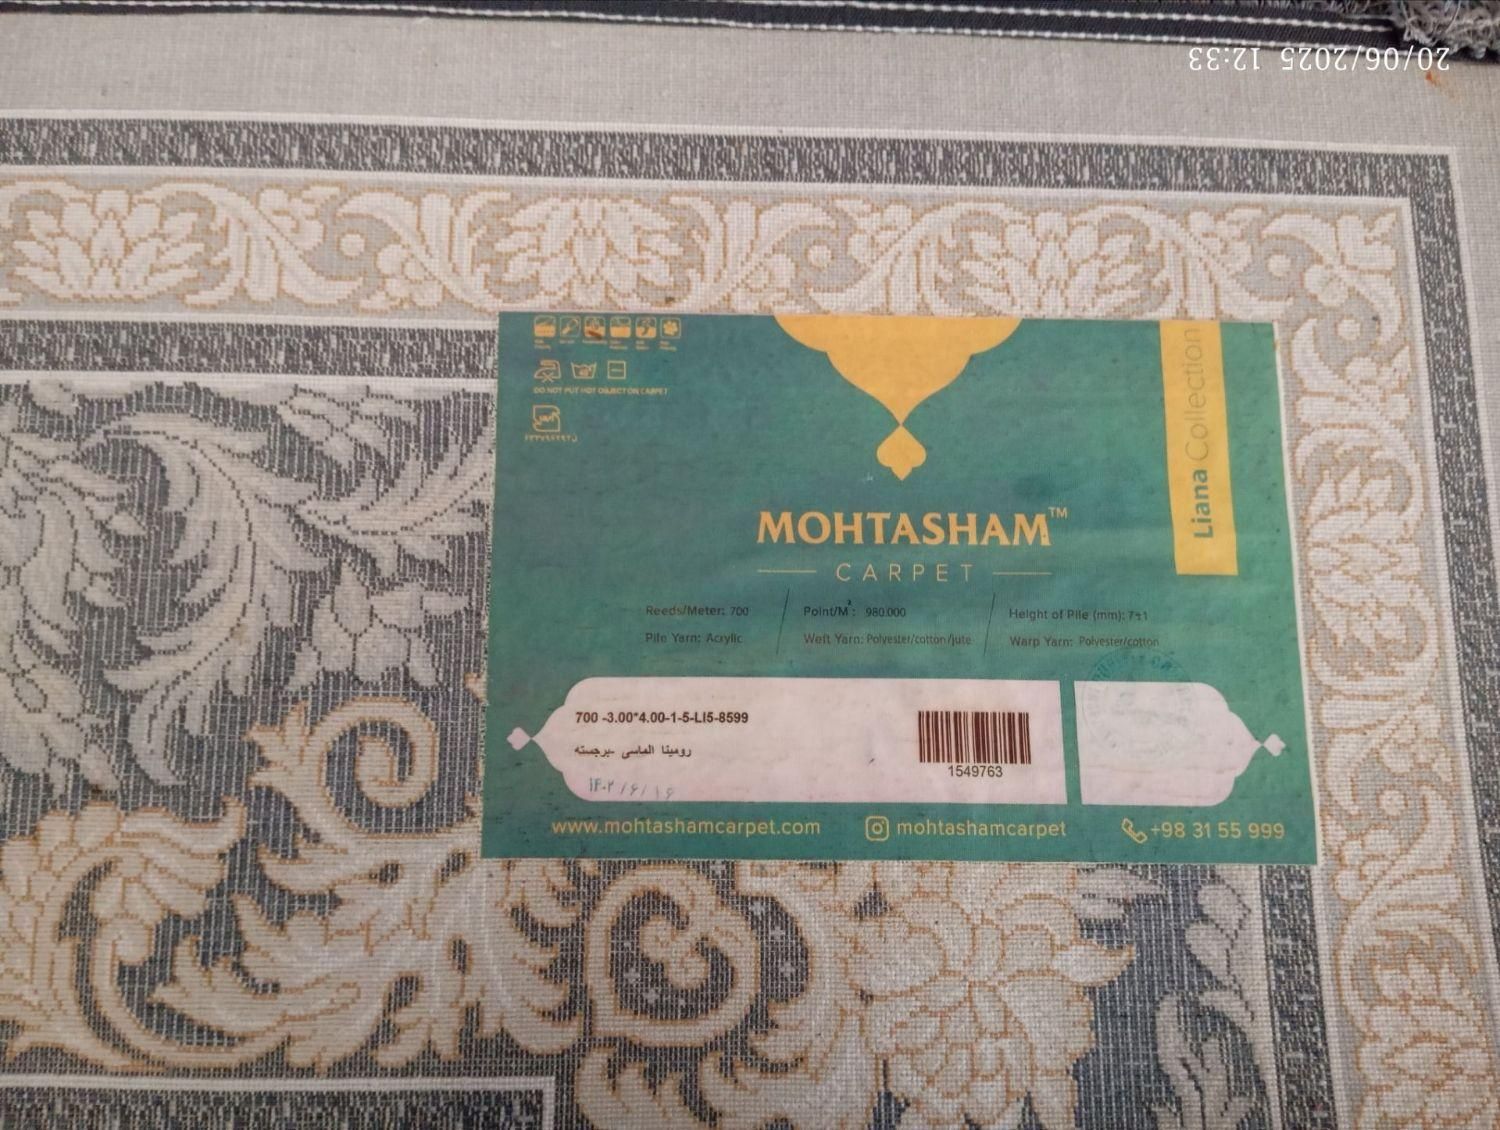 20/06/2025 12:33
DO NOT PUT HOT OBJECT ON CARPET
Liana Collection
MOHTASHAM™
CARPET
Reeds/Meter: 700
Point/M²: 980.000
Height of Pile (mm): 7±1
Pile Yarn: Acrylic
Weft Yarn: Polyester/cotton/jute
Warp Yarn: Polyester/cotton
700 -3.00*4.00-1-5-LI5-8599
رومینا الماسی -برجسته
1549763
۱۴۰۲/۶/۱۶
www.mohtashamcarpet.com
mohtashamcarpet
+98 31 55 999